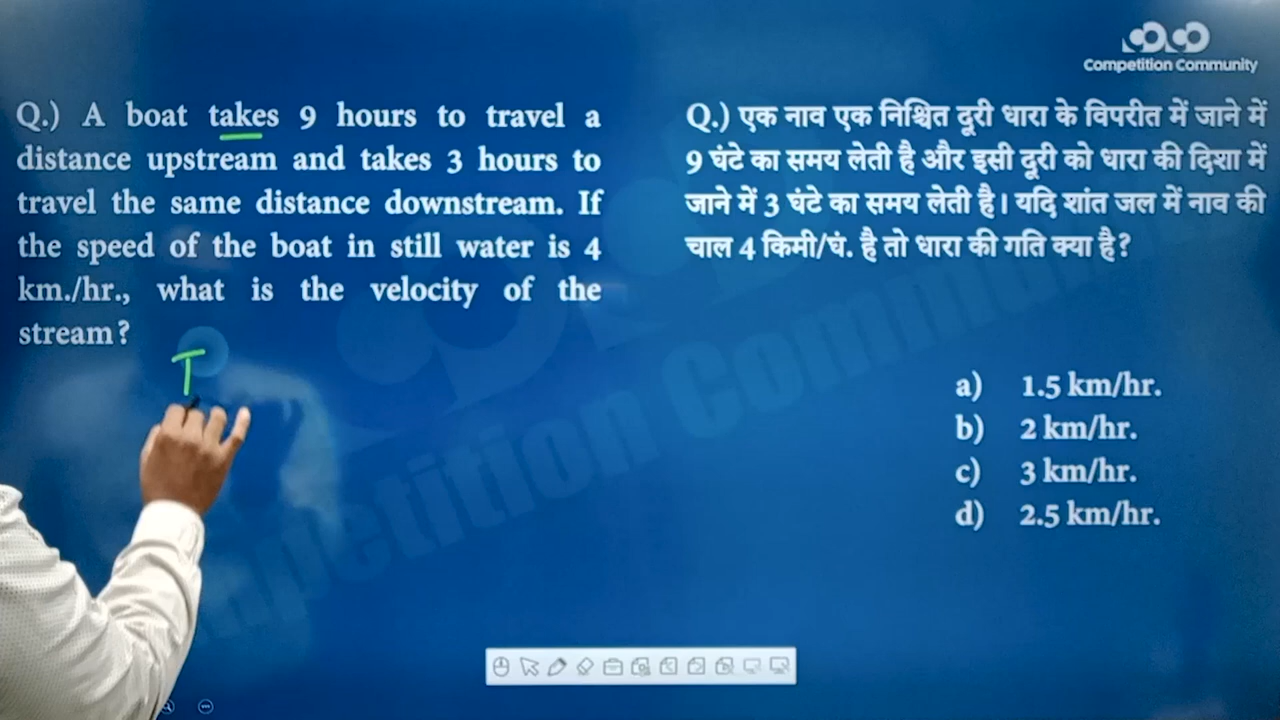 Competition Community
Q.) A boat takes 9 hours to travel a
distance upstream and takes 3 hours to
travel the same distance downstream. If
the speed of the boat in still water is 4
km./hr., what is the velocity of the
stream?
T
Q.) एक नाव एक निश्चित दूरी धारा के विपरीत में जाने में
9 घंटे का समय लेती है और इसी दूरी को धारा की दिशा में
जाने में 3 घंटे का समय लेती है। यदि शांत जल में नाव की
चाल 4 किमी/घं. है तो धारा की गति क्या है?
a) 1.5 km/hr.
b) 2 km/hr.
c) 3 km/hr.
d) 2.5 km/hr.